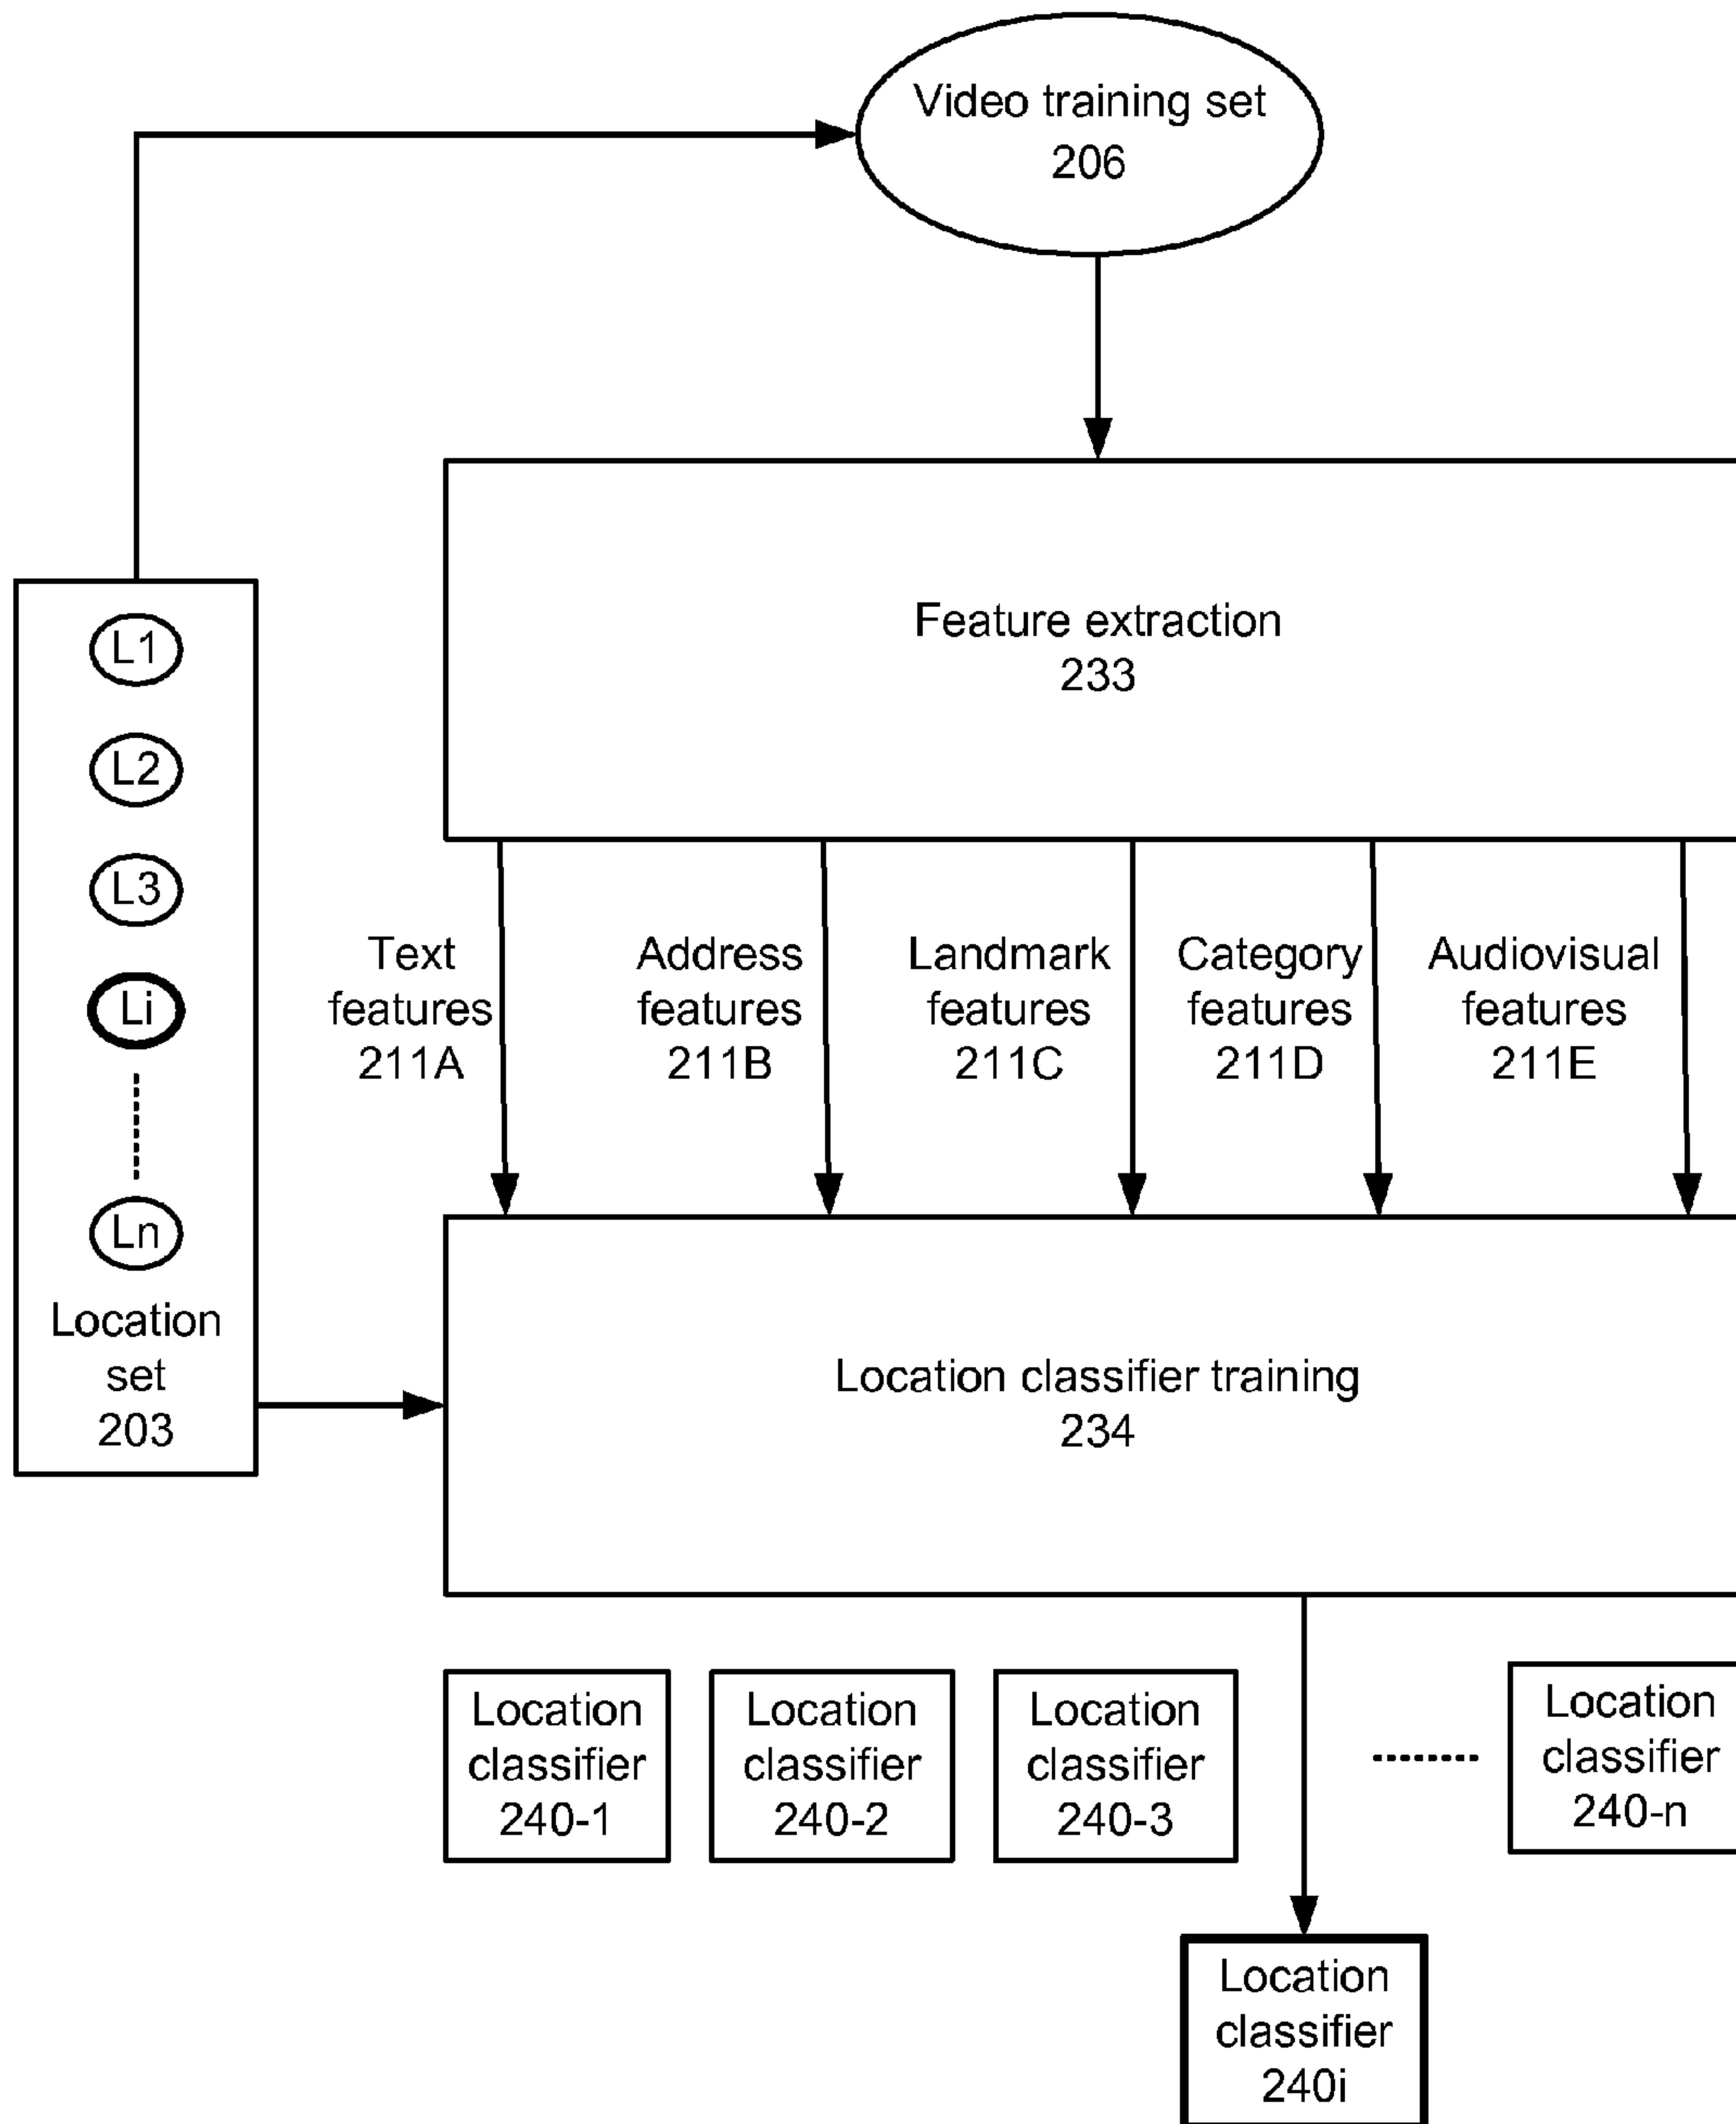 Video training set
206
Feature extraction
233
L1
L2
L3
Li
Ln
Location
set
203
Text
features
211A
Address
features
211B
Landmark
features
211C
Category
features
211D
Audiovisual
features
211E
Location classifier training
234
Location
classifier
240-1
Location
classifier
240-2
Location
classifier
240-3
Location
classifier
240-n
Location
classifier
240i